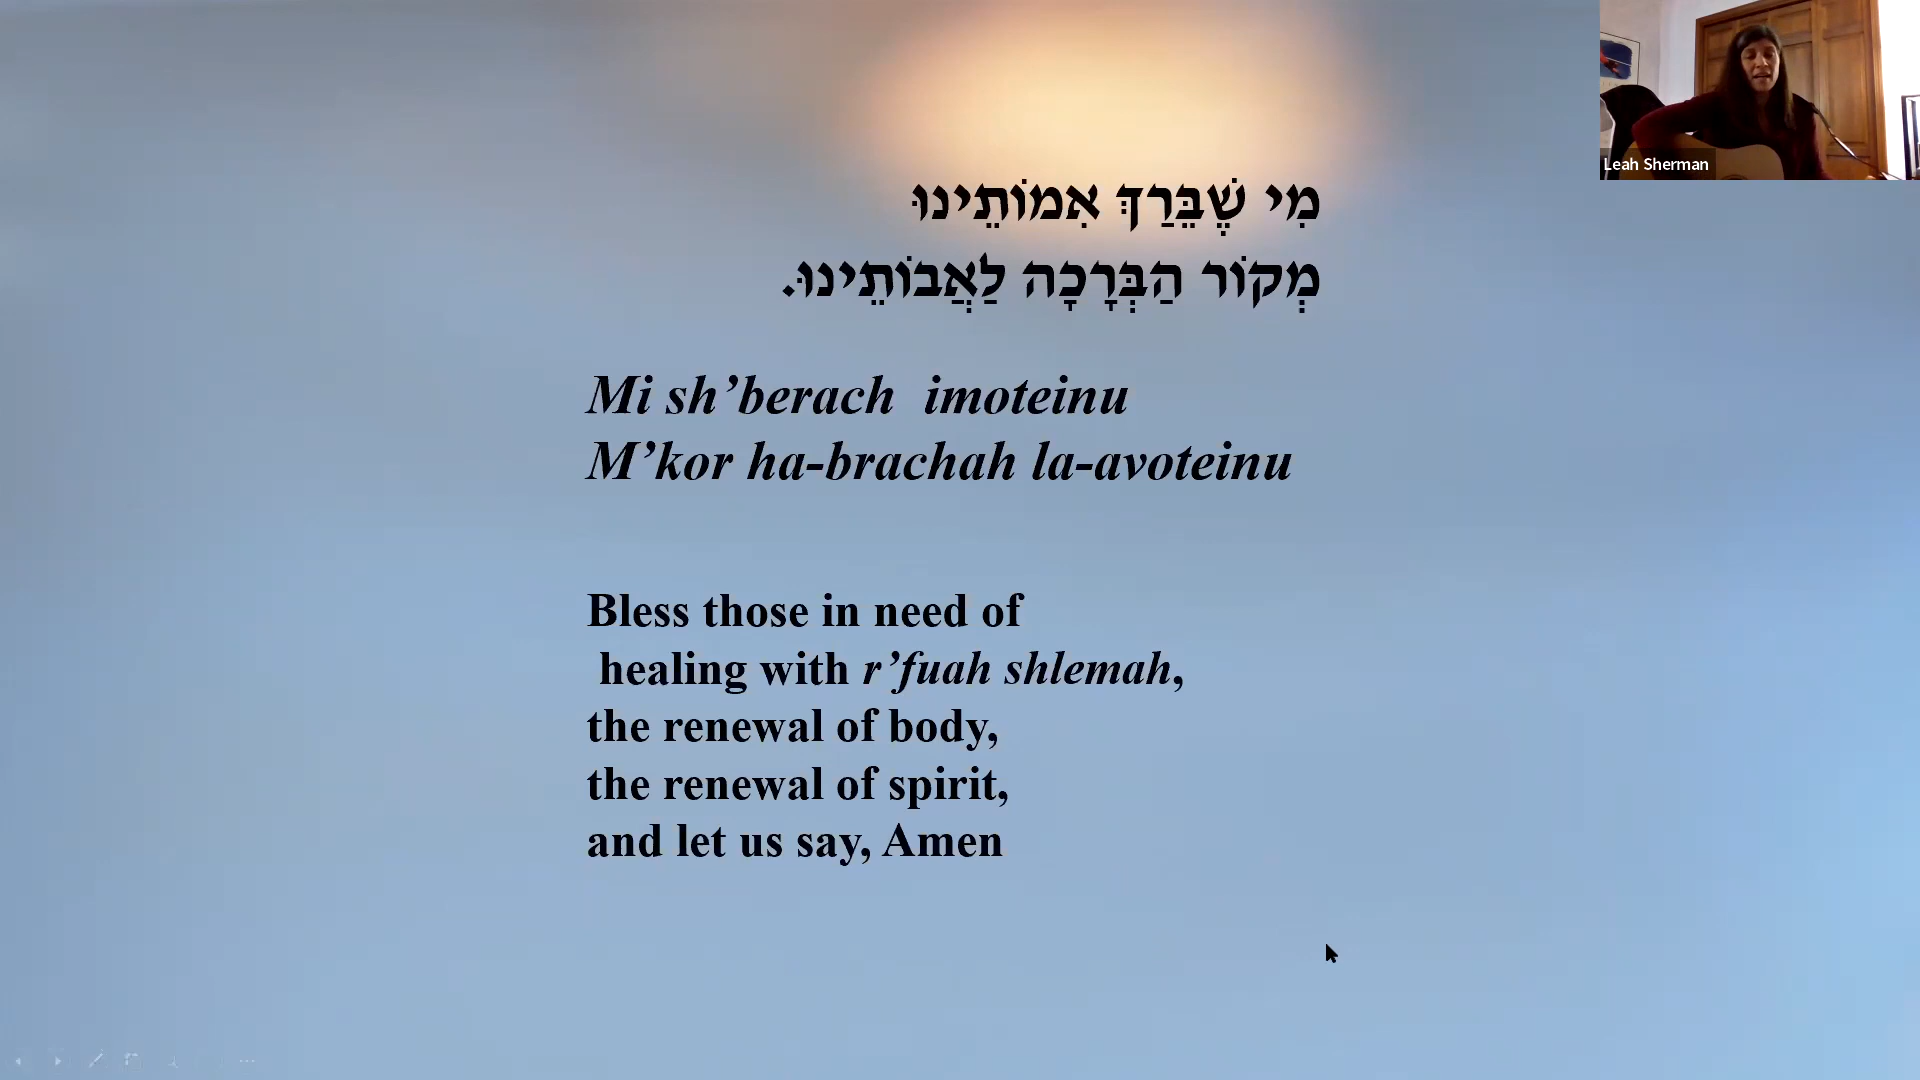 Leah Sherman
מִי שֶׁבֵּרַךְ אִמוֹתֵינוּ
מְקוֹר הַבְּרָכָה לַאֲבוֹתֵינוּ.
Mi sh’berach imoteinu
M’kor ha-brachah la-avoteinu
Bless those in need of
healing with r’fuah shlemah,
the renewal of body,
the renewal of spirit,
and let us say, Amen